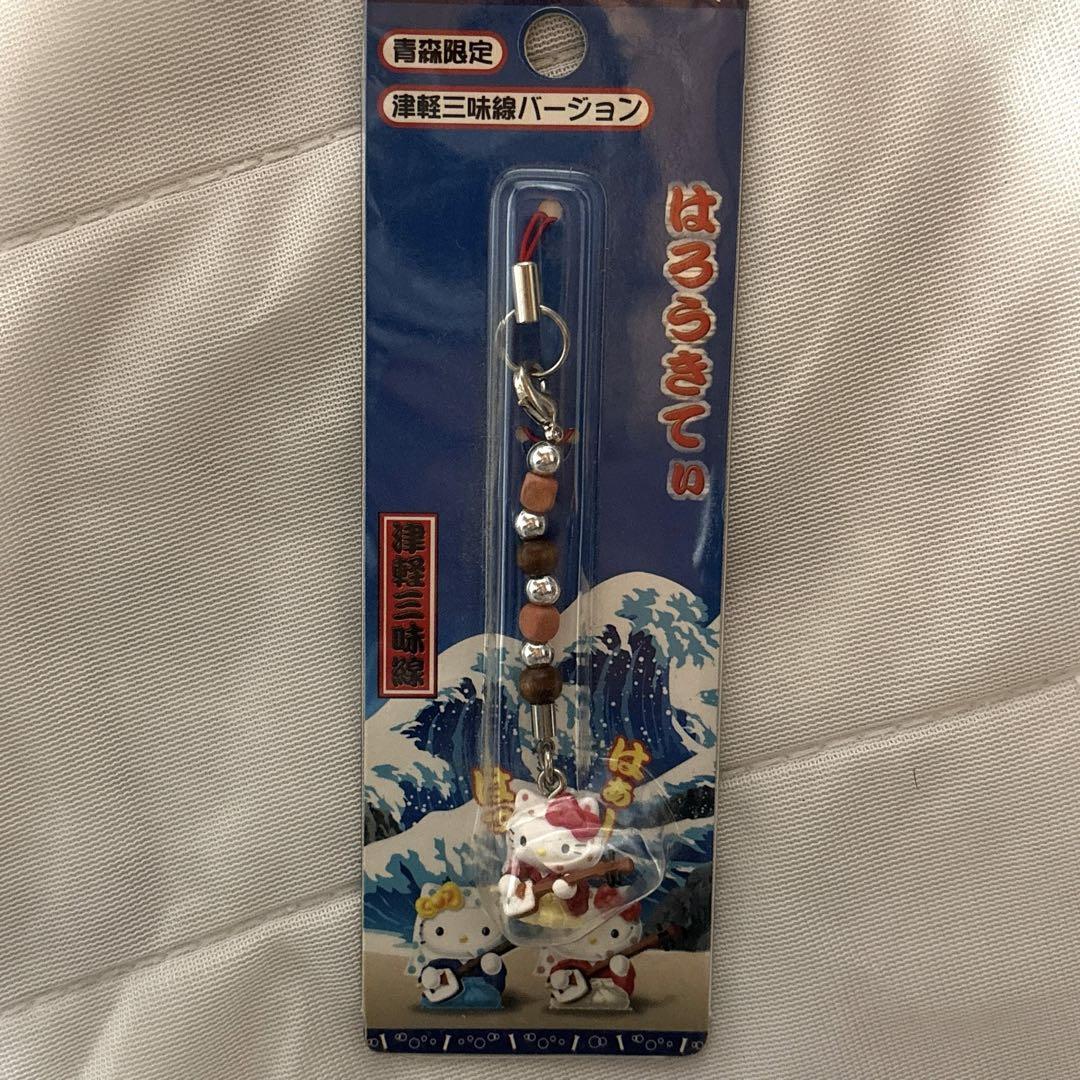 青森限定
津軽三味線バージョン
はろうきてぃ
津軽三味線
はぁー